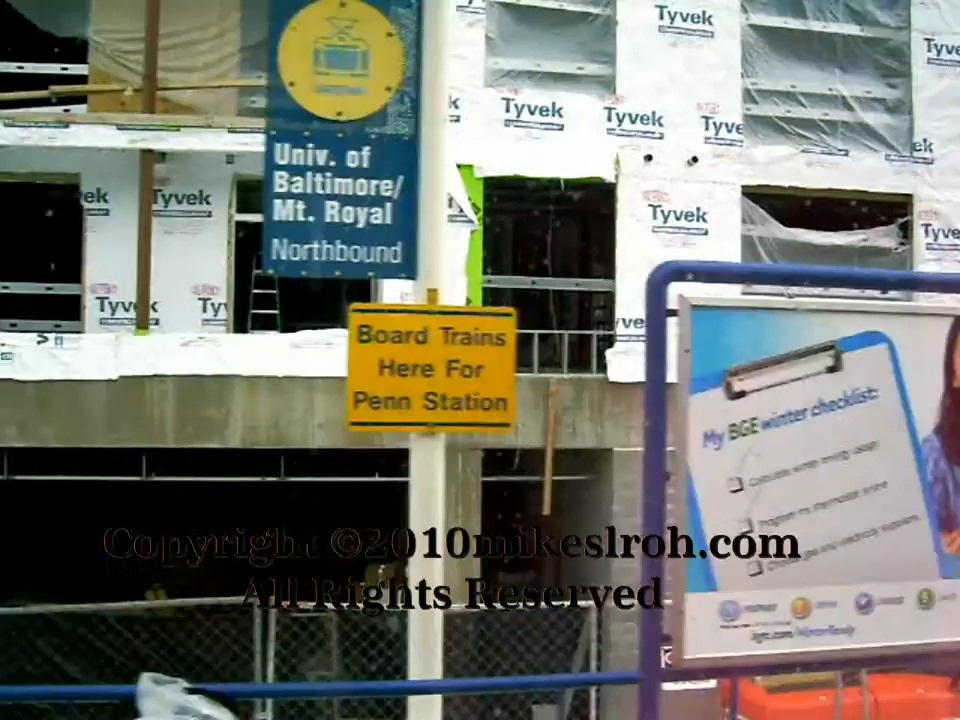 Tyvek
Tyvek
Tyvek
Tyvek
Tyvek
Univ. of
Baltimore/
Mt. Royal
Northbound
Tyvek
Tyvek
Tyvek
Board Trains
Here For
Penn Station
My BGE winter checklist:
Copyright ©2010mikeslroh.com
All Rights Reserved